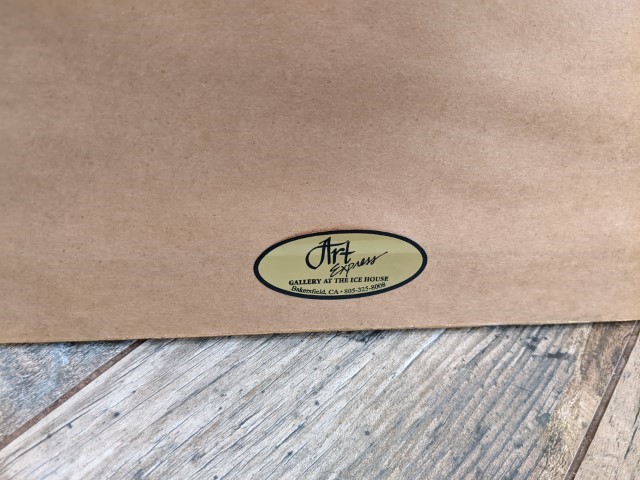 Art
Express
GALLERY AT THE ICE HOUSE
Bakersfield, CA • 805-325-8008